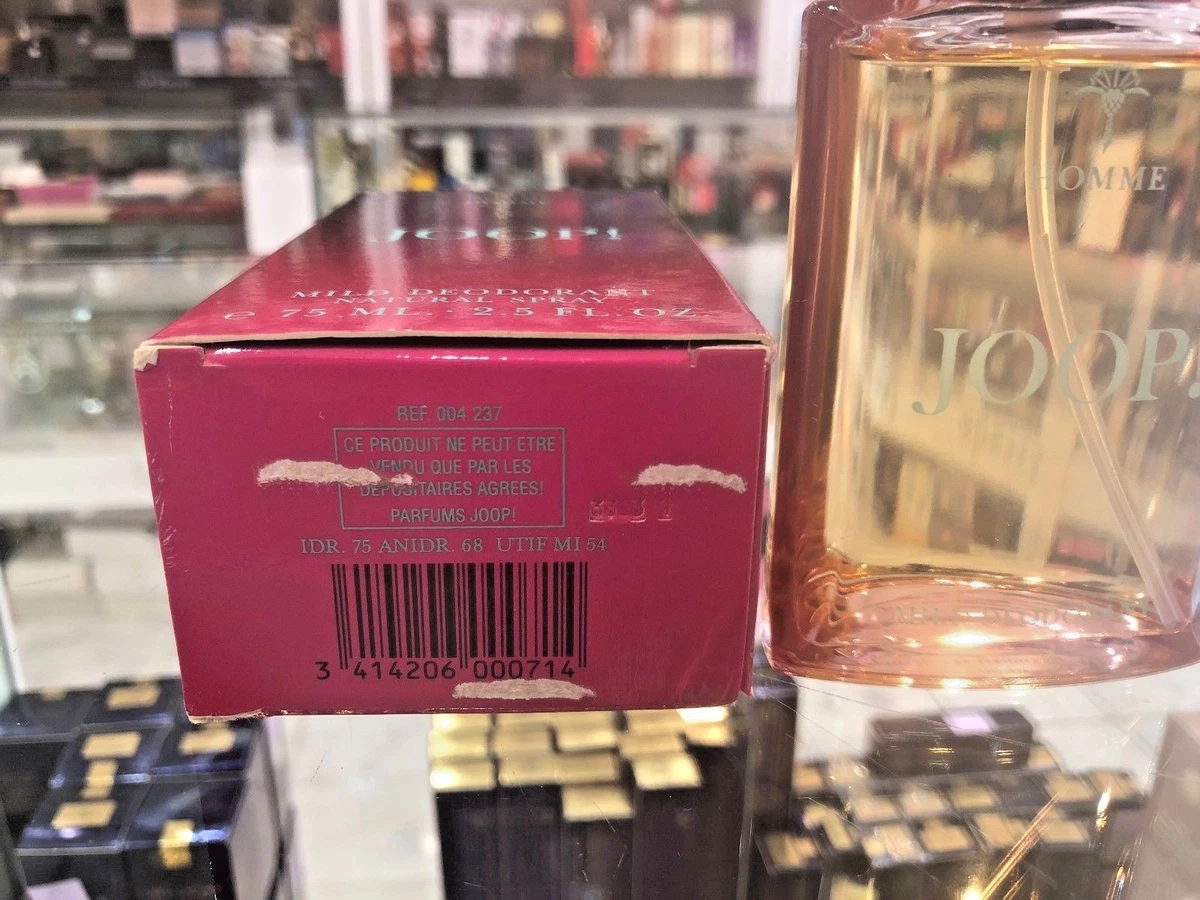 JOOP!
MILD DEODORANT
NATURAL SPRAY
℮ 75 ML. · 2.5 FL. OZ.
REF. 004 237
CE PRODUIT NE PEUT ETRE
VENDU QUE PAR LES
DEPOSITAIRES AGREES!
PARFUMS JOOP!
IDR. 75 ANIDR. 68 UTIF MI 54
3 414206 000714
HOMME
JOOP!